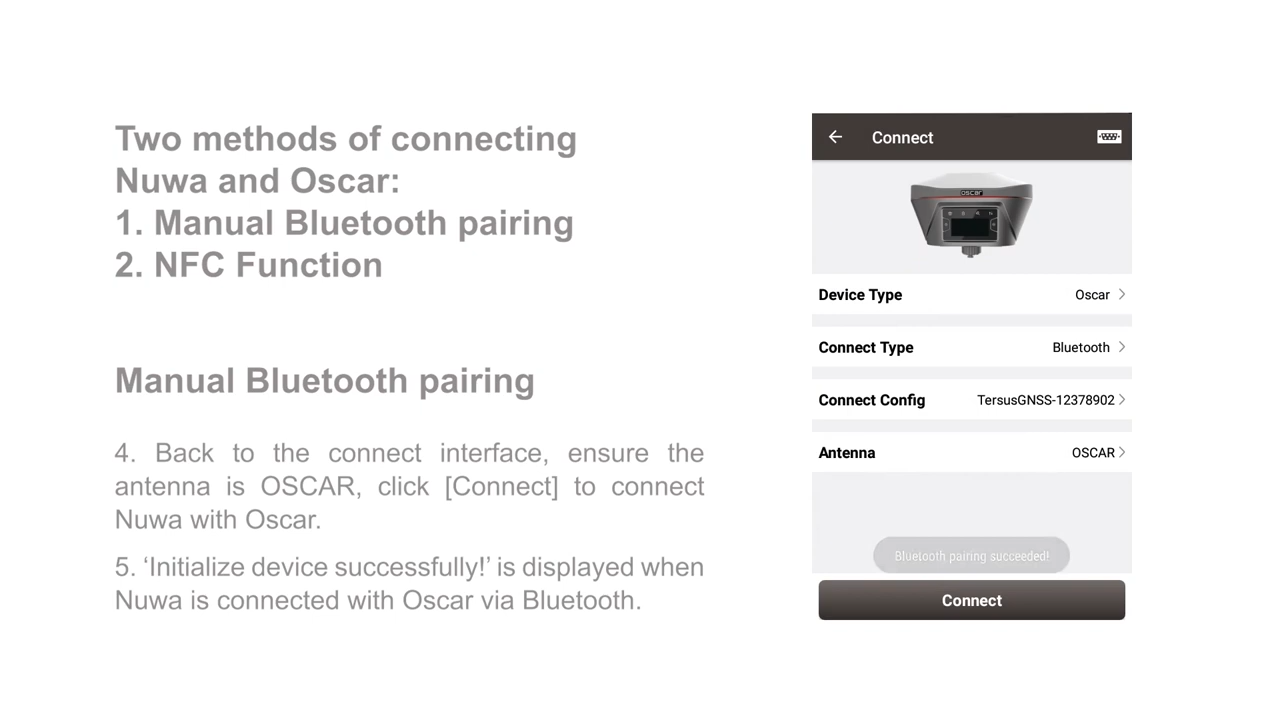 Two methods of connecting
Nuwa and Oscar:
1. Manual Bluetooth pairing
2. NFC Function
Manual Bluetooth pairing
4. Back to the connect interface, ensure the
antenna is OSCAR, click [Connect] to connect
Nuwa with Oscar.
5. ‘Initialize device successfully!’ is displayed when
Nuwa is connected with Oscar via Bluetooth.
Connect
oscar
Device Type Oscar
Connect Type Bluetooth
Connect Config TersusGNSS-12378902
Antenna OSCAR
Bluetooth pairing succeeded!
Connect